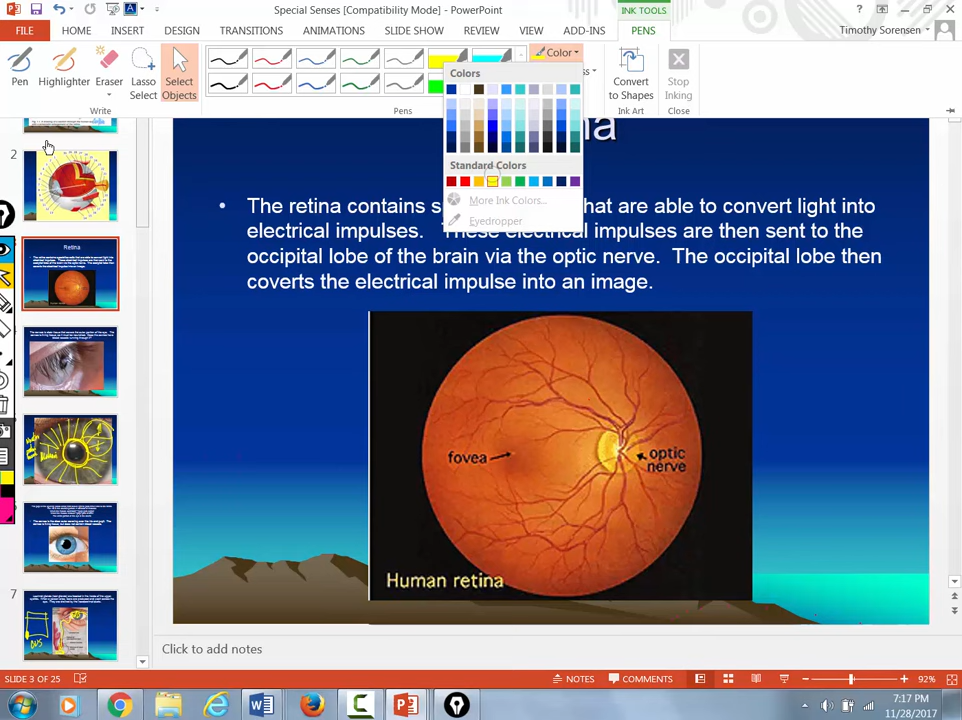 Special Senses [Compatibility Mode] - PowerPoint
INK TOOLS
FILE
HOME
INSERT
DESIGN
TRANSITIONS
ANIMATIONS
SLIDE SHOW
REVIEW
VIEW
ADD-INS
PENS
Timothy Sorensen
Pen
Highlighter
Eraser
Lasso
Select
Select
Objects
Color
Convert
to Shapes
Stop
Inking
Write
Pens
Ink Art
Close
Colors
Standard Colors
More Ink Colors...
Eyedropper
2
Retina
7
• The retina contains
that are able to convert light into
electrical impulses. These electrical impulses are then sent to the
occipital lobe of the brain via the optic nerve. The occipital lobe then
coverts the electrical impulse into an image.
fovea
optic
nerve
Human retina
Click to add notes
SLIDE 3 OF 25
NOTES
COMMENTS
92%
7:17 PM
11/28/2017